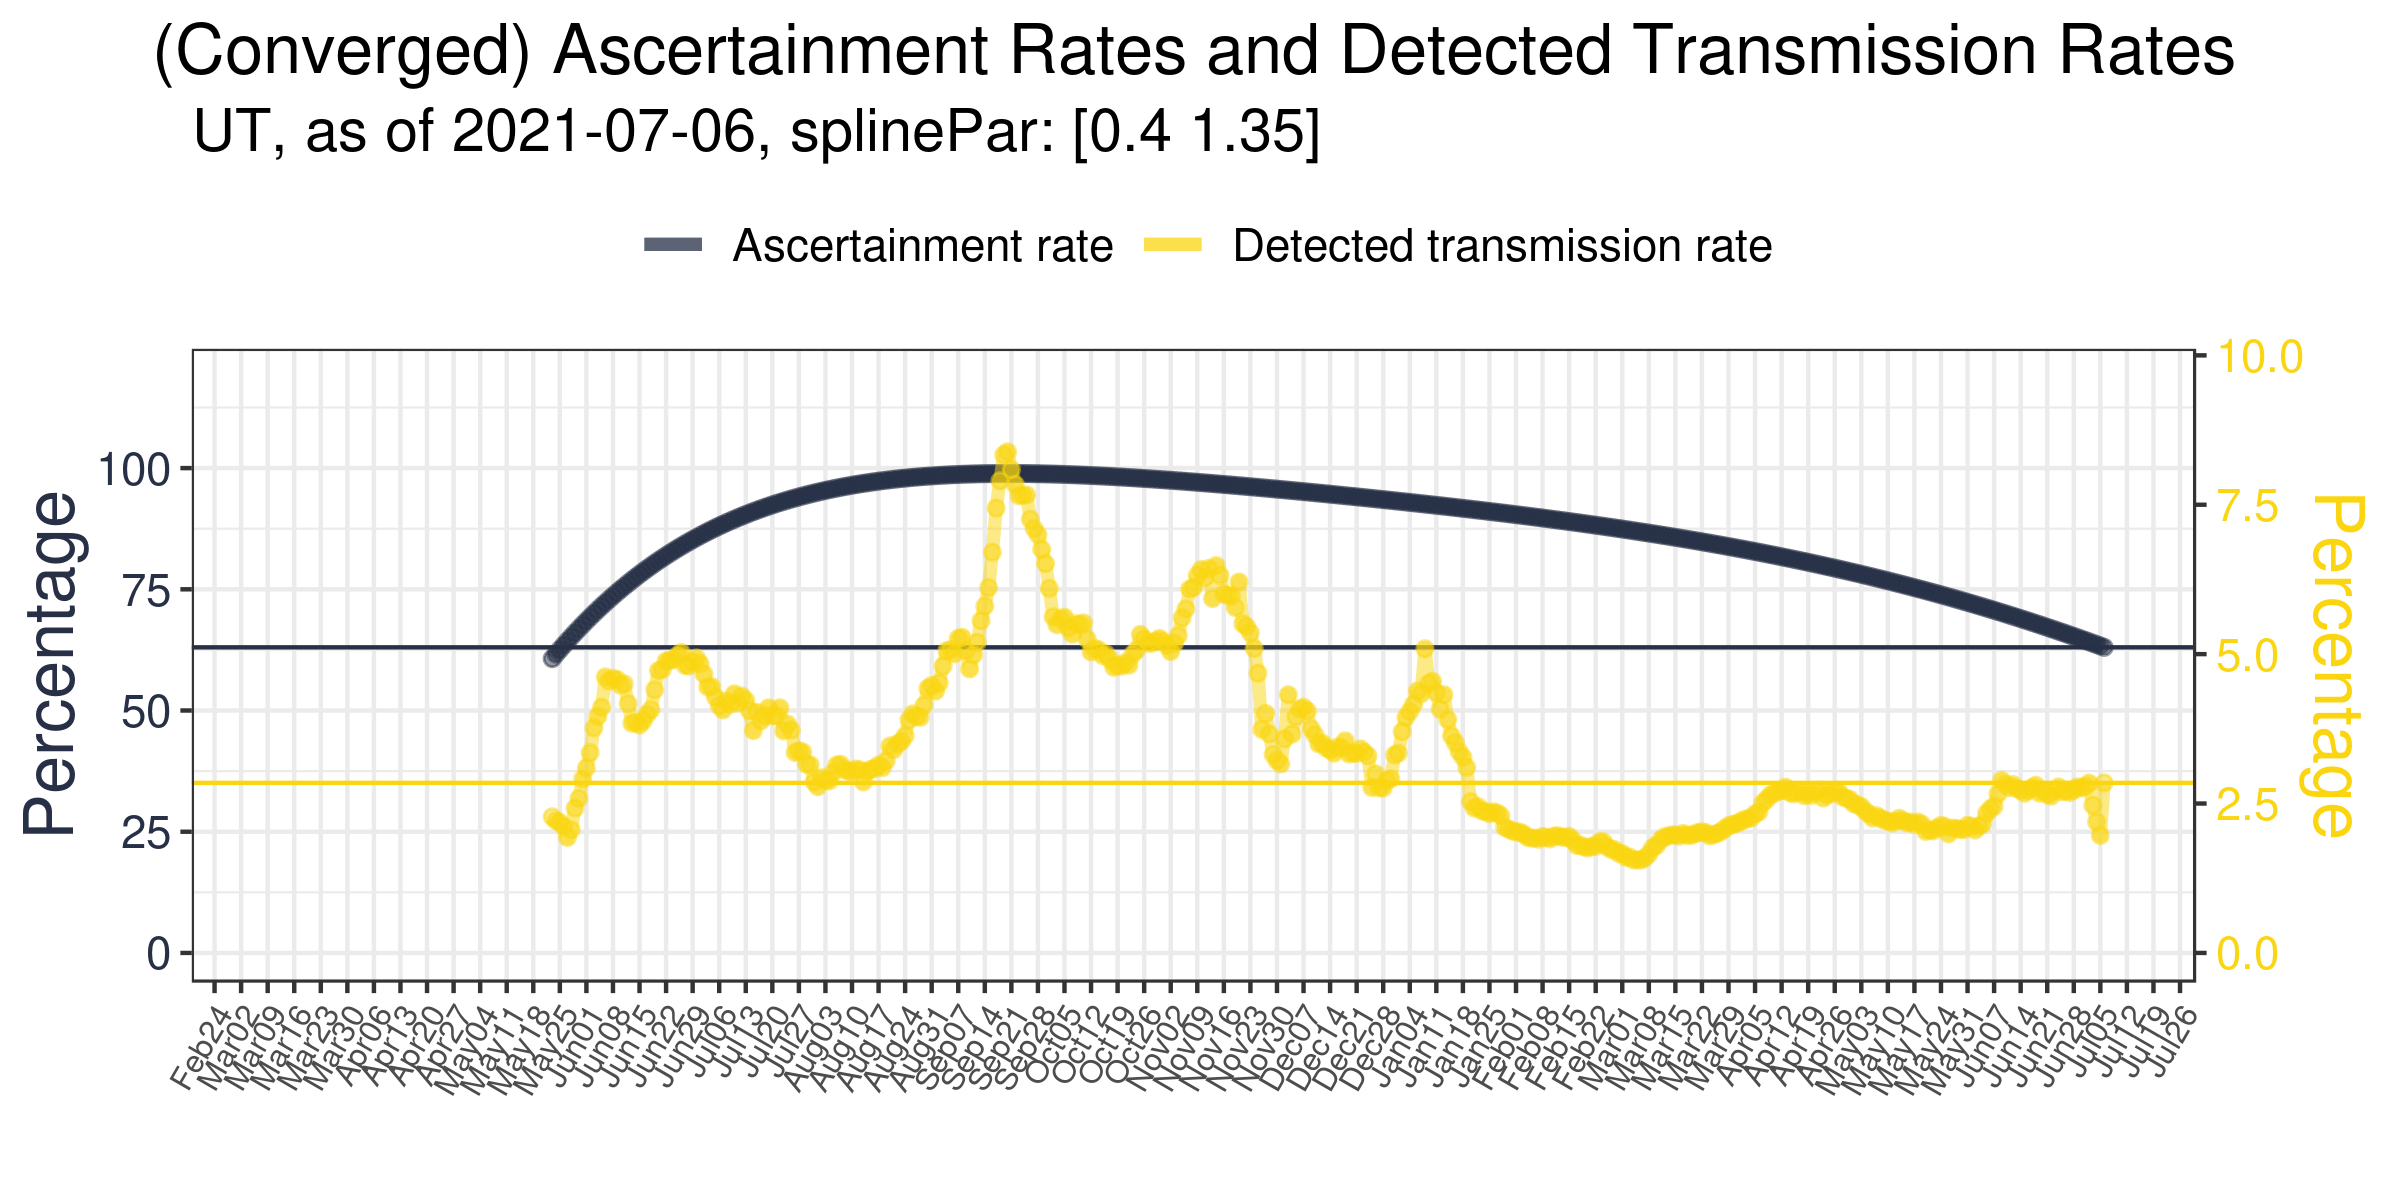 (Converged) Ascertainment Rates and Detected Transmission Rates
UT, as of 2021-07-06, splinePar: [0.4 1.35]
Ascertainment rate
Detected transmission rate
Percentage
100
75
50
25
0
10.0
7.5
5.0
2.5
0.0
Percentage
Feb24
Mar02
Mar09
Mar16
Mar23
Mar30
Apr06
Apr13
Apr20
Apr27
May04
May11
May18
May25
Jun01
Jun08
Jun15
Jun22
Jun29
Jul06
Jul13
Jul20
Jul27
Aug03
Aug10
Aug17
Aug24
Aug31
Sep07
Sep14
Sep21
Sep28
Oct05
Oct12
Oct19
Oct26
Nov02
Nov09
Nov16
Nov23
Nov30
Dec07
Dec14
Dec21
Dec28
Jan04
Jan11
Jan18
Jan25
Feb01
Feb08
Feb15
Feb22
Mar01
Mar08
Mar15
Mar22
Mar29
Apr05
Apr12
Apr19
Apr26
May03
May10
May17
May24
May31
Jun07
Jun14
Jun21
Jun28
Jul05
Jul12
Jul19
Jul26